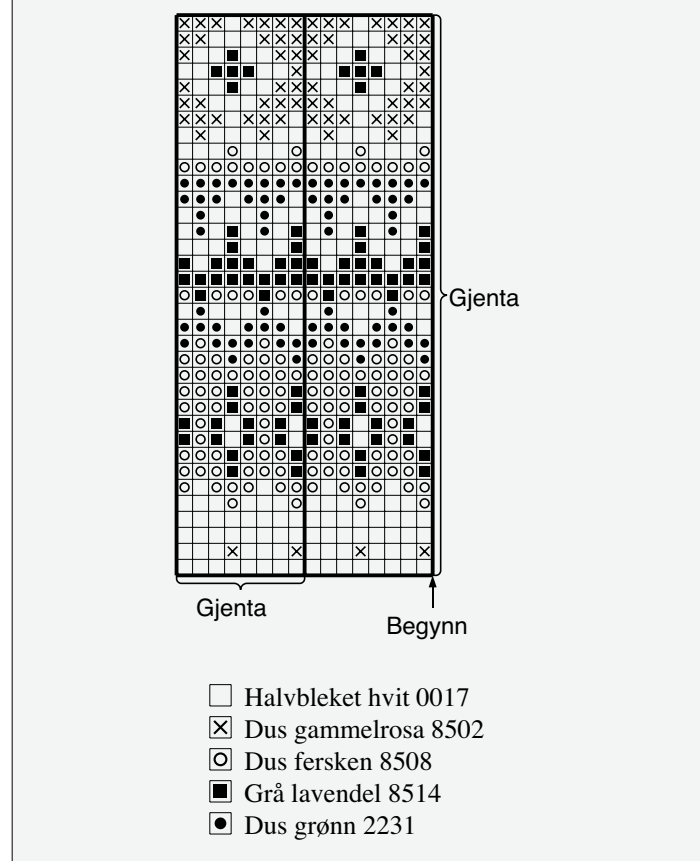 Gjenta
Gjenta
Begynn
Halvbleket hvit 0017
Dus gammelrosa 8502
Dus fersken 8508
Grå lavendel 8514
Dus grønn 2231